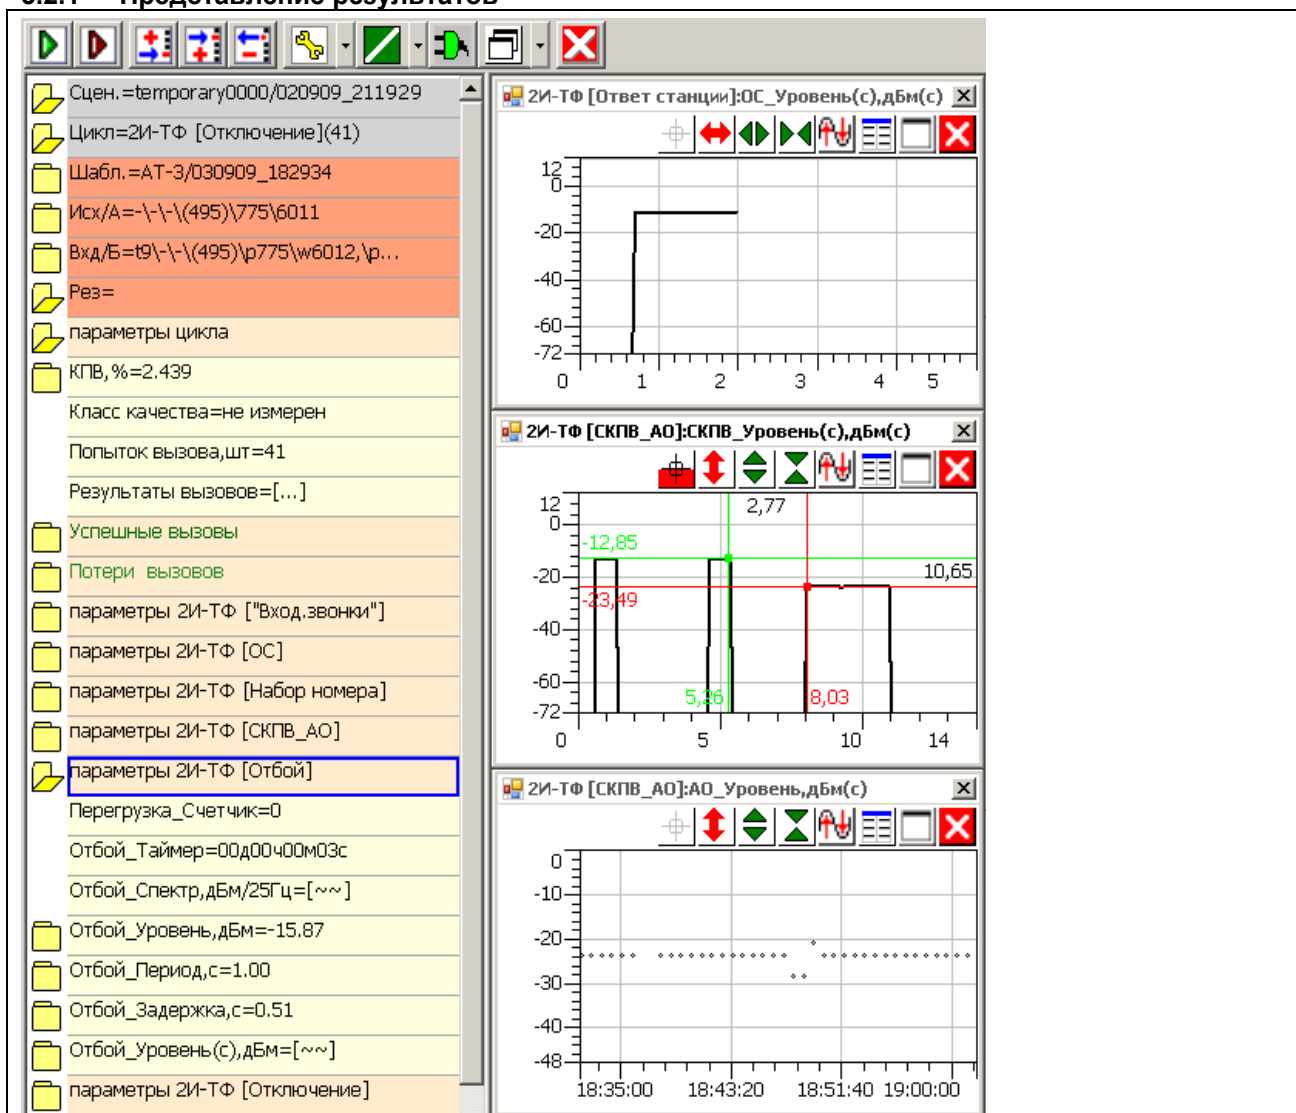 Представление результатов
Сцен.=temporary0000/020909_211929
Цикл=2И-ТФ [Отключение](41)
Шабл.=АТ-3/030909_182934
Исх/А=-\-\-\(495)\775\6011
Вхд/Б=t9\-\-\(495)\p775\w6012,\p...
Рез=
параметры цикла
КПВ,%=2.439
Класс качества=не измерен
Попыток вызова,шт=41
Результаты вызовов=[...]
Успешные вызовы
Потери вызовов
параметры 2И-ТФ ["Вход.звонки"]
параметры 2И-ТФ [ОС]
параметры 2И-ТФ [Набор номера]
параметры 2И-ТФ [СКПВ_АО]
параметры 2И-ТФ [Отбой]
Перегрузка_Счетчик=0
Отбой_Таймер=00д00ч00м03с
Отбой_Спектр,дБм/25Гц=[~~]
Отбой_Уровень,дБм=-15.87
Отбой_Период,с=1.00
Отбой_Задержка,с=0.51
Отбой_Уровень(с),дБм=[~~]
параметры 2И-ТФ [Отключение]
2И-ТФ [Ответ станции]:ОС_Уровень(с),дБм(с)
12
0
-20
-40
-60
-72
0 1 2 3 4 5
2И-ТФ [СКПВ_АО]:СКПВ_Уровень(с),дБм(с)
12
0
-20
-40
-60
-72
2,77
-12,85
10,65
-23,49
5,26
8,03
0 5 10 14
2И-ТФ [СКПВ_АО]:АО_Уровень,дБм(с)
0
-10
-20
-30
-40
-48
18:35:00 18:43:20 18:51:40 19:00:00